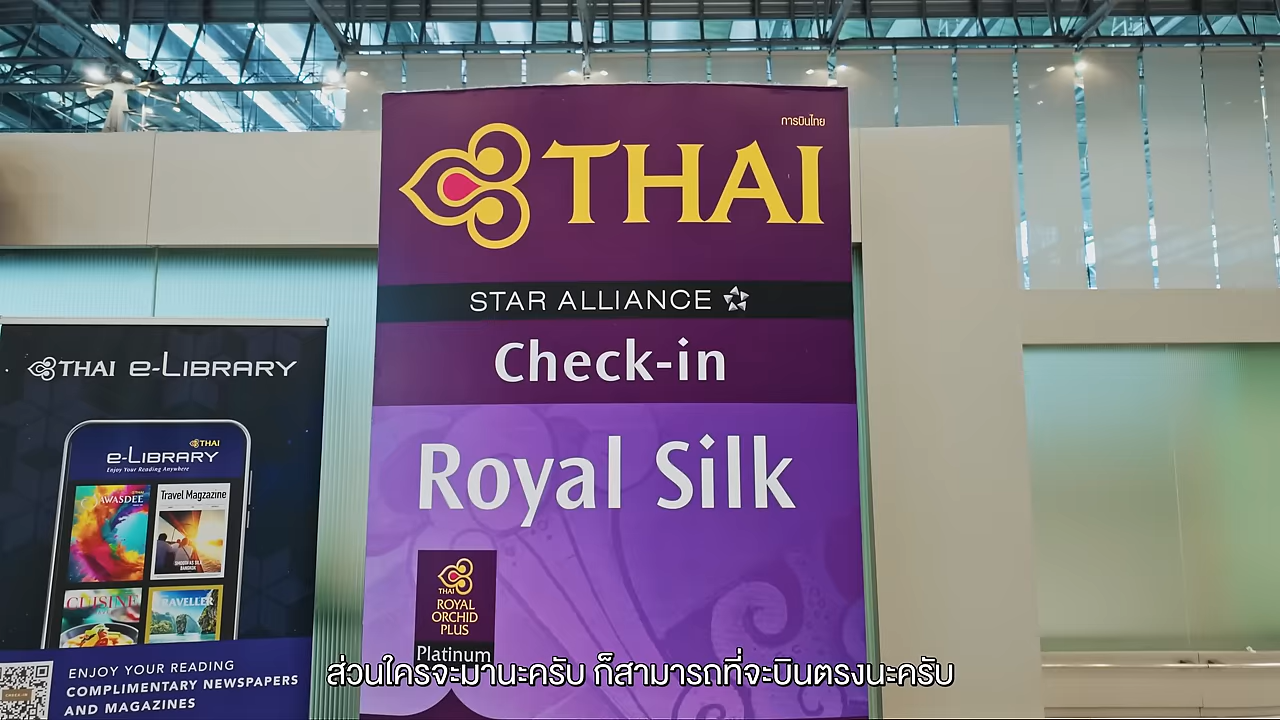 การบินไทย
THAI
STAR ALLIANCE
Check-in
Royal Silk
THAI
ROYAL
ORCHID
PLUS
Platinum
THAI e-LIBRARY
THAI
e-LIBRARY
Enjoy Your Reading Anywhere
SAWASDEE
Travel Magazine
CUISINE
TRAVELLER
ENJOY YOUR READING
COMPLIMENTARY NEWSPAPERS
AND MAGAZINES
CHECK-IN
ส่วนใครจะมานะครับ ก็สามารถที่จะบินตรงนะครับ